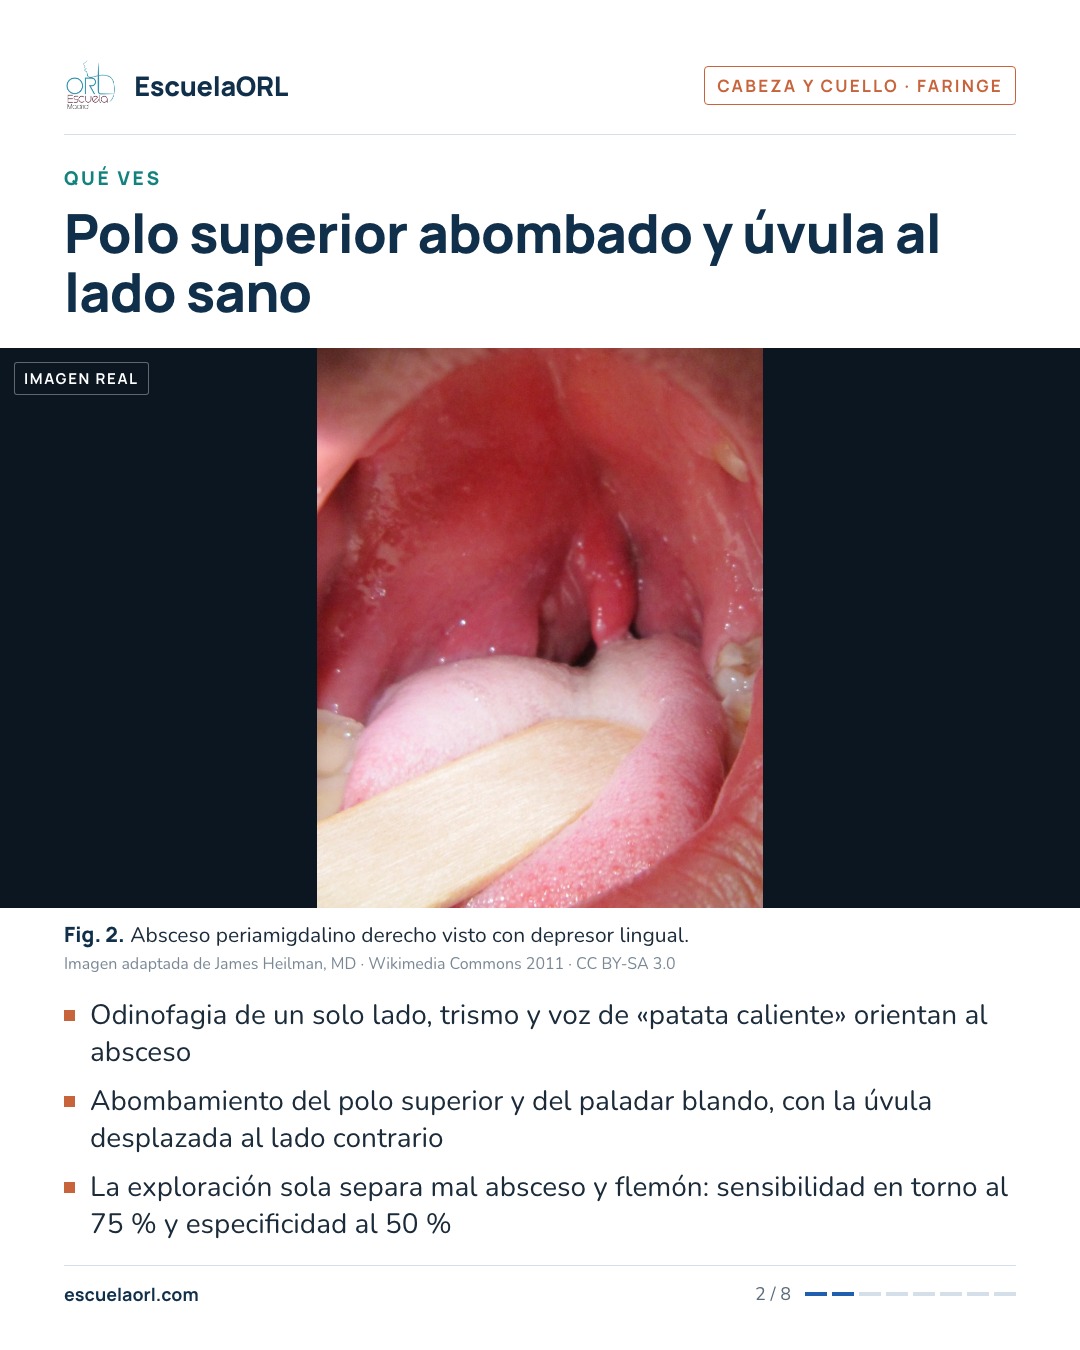 ORL
Escuela
Madrid
EscuelaORL
CABEZA Y CUELLO · FARINGE
QUÉ VES
Polo superior abombado y úvula al
lado sano
IMAGEN REAL
Fig. 2. Absceso periamigdalino derecho visto con depresor lingual.
Imagen adaptada de James Heilman, MD · Wikimedia Commons 2011 · CC BY-SA 3.0
Odinofagia de un solo lado, trismo y voz de «patata caliente» orientan al
absceso
Abombamiento del polo superior y del paladar blando, con la úvula
desplazada al lado contrario
La exploración sola separa mal absceso y flemón: sensibilidad en torno al
75 % y especificidad al 50 %
escuelaorl.com
2 / 8